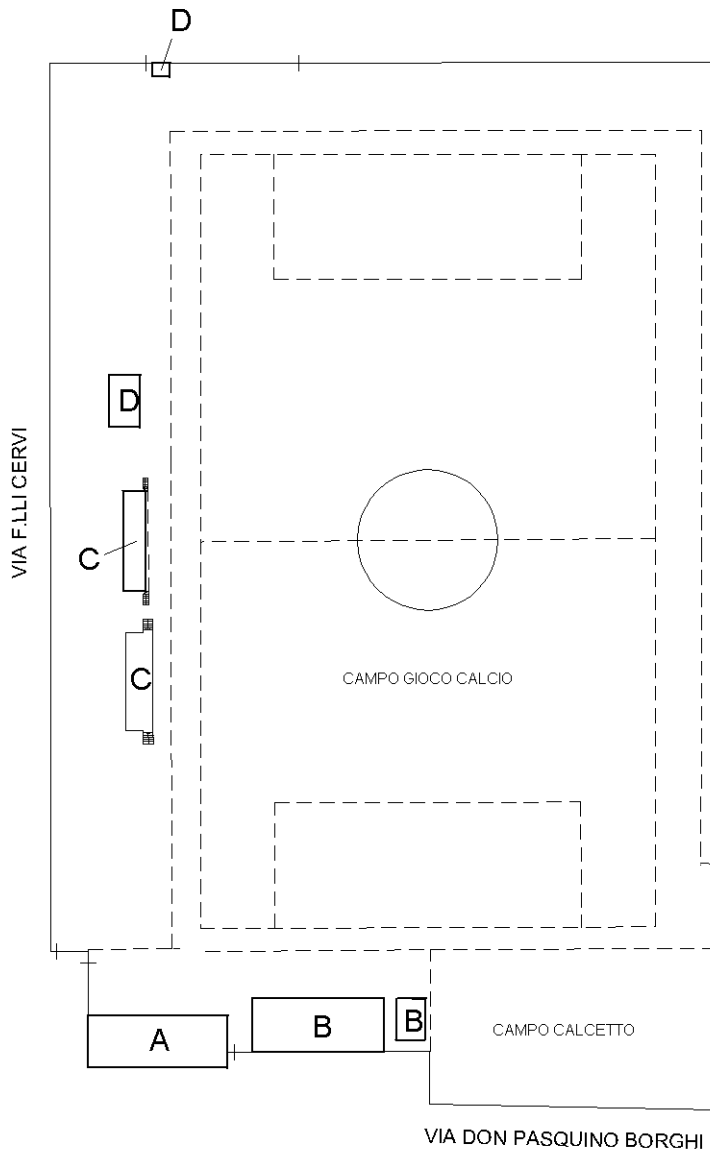 D
D
VIA F.LLI CERVI
C
C
CAMPO GIOCO CALCIO
A
B
B
CAMPO CALCETTO
VIA DON PASQUINO BORGHI